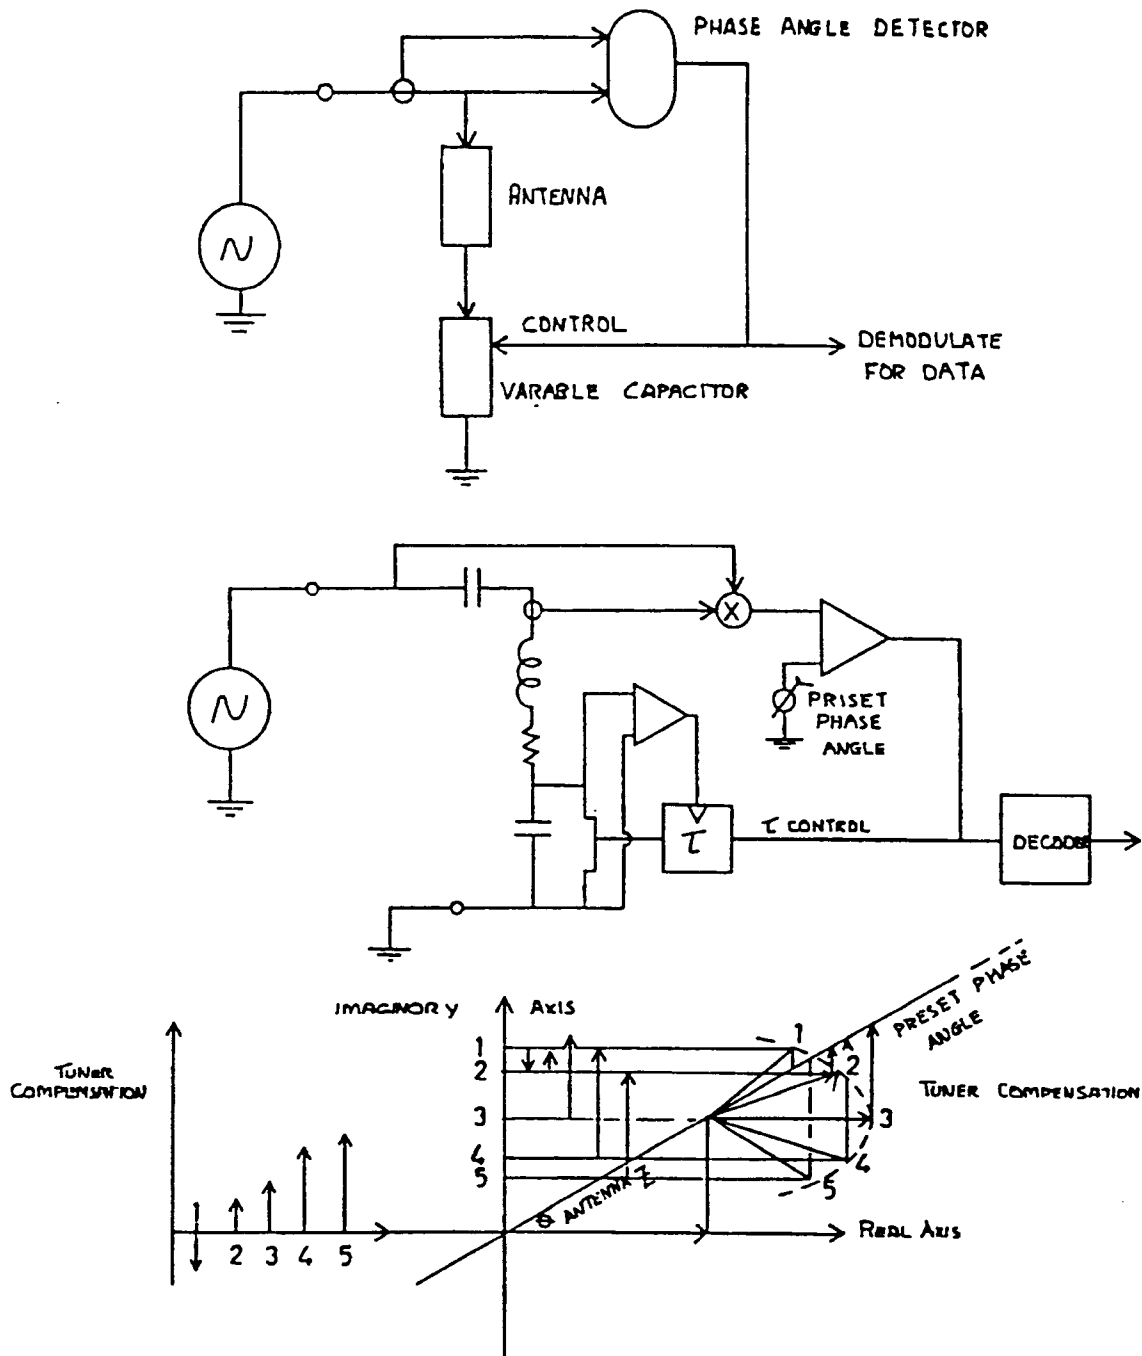 PHASE ANGLE DETECTOR
ANTENNA
CONTROL
DEMODULATE
FOR DATA
VARABLE CAPACITOR
X
PRISET
PHASE
ANGLE
τ
τ CONTROL
DECODER
IMAGINORY AXIS
PRESET PHASE
ANGLE
TUNER
COMPENSATION
1
2
3
4
5
1
2
3
4
5
TUNER COMPENSATION
Φ ANTENNA Z
REAL AXIS
1
2 3 4 5